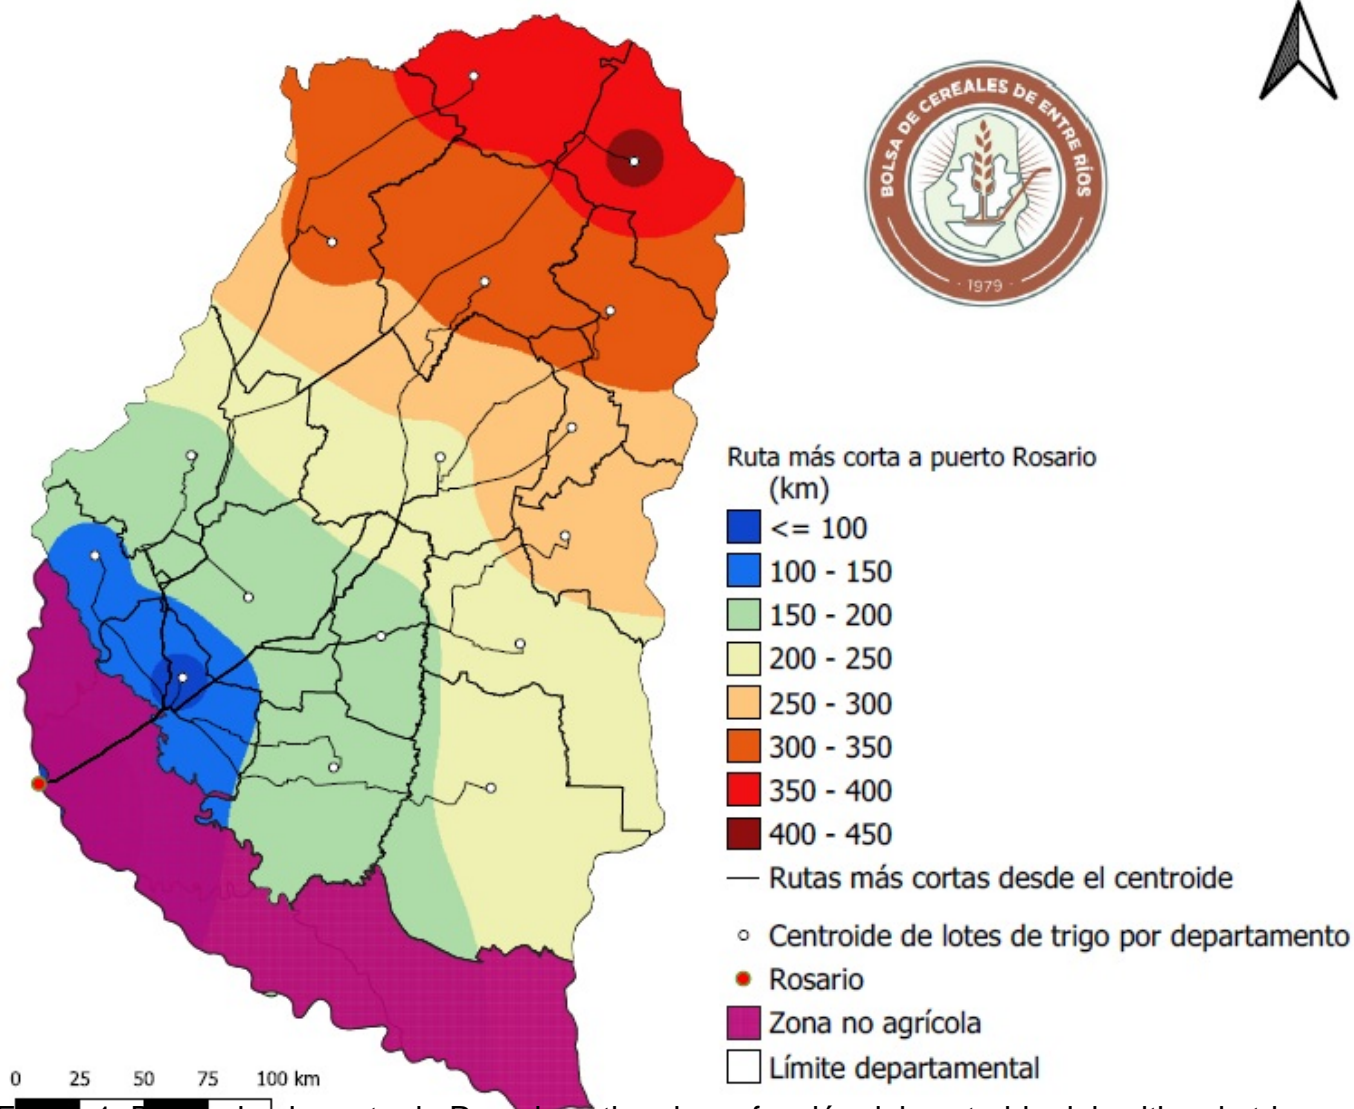 BOLSA DE CEREALES DE ENTRE RÍOS
· 1979 ·
Ruta más corta a puerto Rosario
(km)
<= 100
100 - 150
150 - 200
200 - 250
250 - 300
300 - 350
350 - 400
400 - 450
Rutas más cortas desde el centroide
Centroide de lotes de trigo por departamento
Rosario
Zona no agrícola
Límite departamental
0 25 50 75 100 km